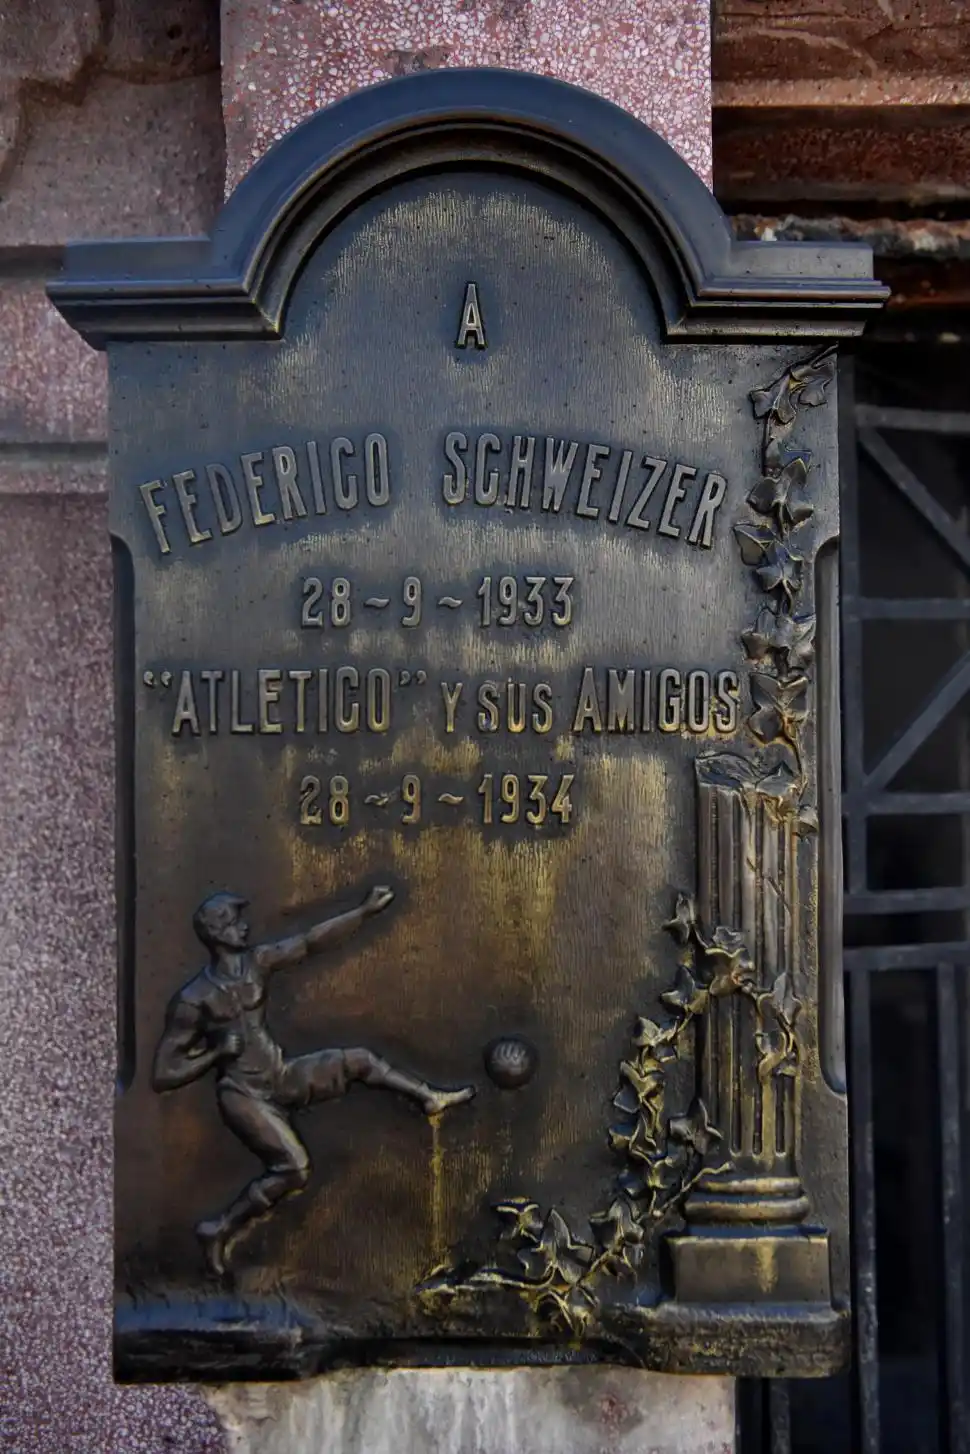 A
FEDERICO SCHWEIZER
28~9~1933
"ATLETICO" Y SUS AMIGOS
28~9~1934